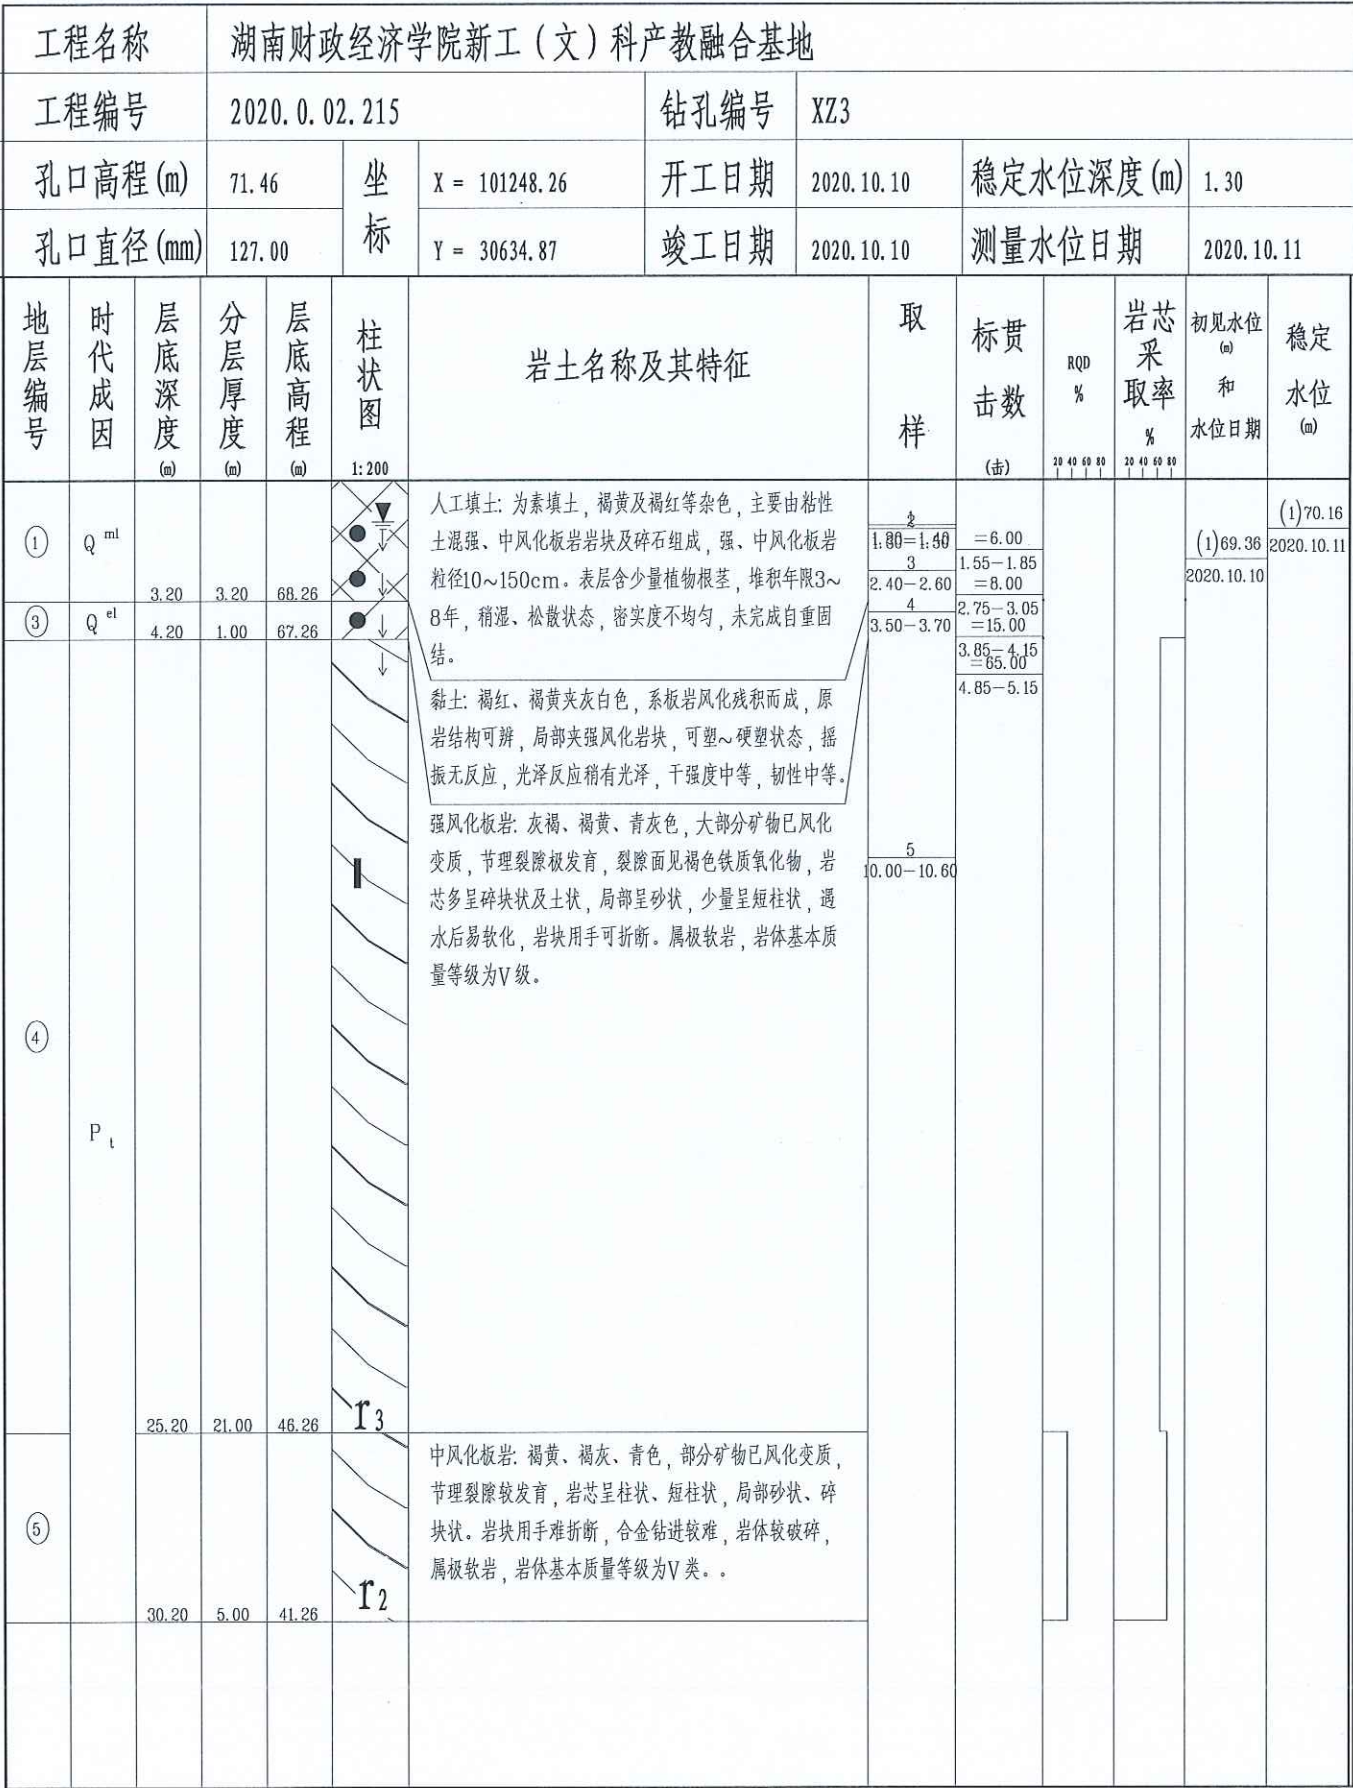 工程名称 湖南财政经济学院新工（文）科产教融合基地
工程编号 2020.0.02.215 钻孔编号 XZ3
孔口高程(m) 71.46 坐标 X = 101248.26 开工日期 2020.10.10 稳定水位深度(m) 1.30
孔口直径(mm) 127.00 Y = 30634.87 竣工日期 2020.10.10 测量水位日期 2020.10.11
地层编号
时代成因
层底深度(m)
分层厚度(m)
层底高程(m)
柱状图
1:200
岩土名称及其特征
取样
标贯击数(击)
RQD
%
20 40 60 80
岩芯采取率
%
20 40 60 80
初见水位
(m)
和
水位日期
稳定
水位
(m)
① Q ml 3.20 3.20 68.26
人工填土: 为素填土，褐黄及褐红等杂色，主要由粘性
土混强、中风化板岩岩块及碎石组成，强、中风化板岩
粒径10～150cm。表层含少量植物根茎，堆积年限3～
8年，稍湿、松散状态，密实度不均匀，未完成自重固
结。
3
2.40-2.60
4
3.50-3.70
=6.00
1.55-1.85
=8.00
2.75-3.05
=15.00
3.85-4.15
=65.00
4.85-5.15
(1)69.36
2020.10.10
(1)70.16
2020.10.11
③ Q el 4.20 1.00 67.26
黏土: 褐红、褐黄夹灰白色，系板岩风化残积而成，原
岩结构可辨，局部夹强风化岩块，可塑～硬塑状态，摇
振无反应，光泽反应稍有光泽，干强度中等，韧性中等。
④ Pt 25.20 21.00 46.26 r3
强风化板岩: 灰褐、褐黄、青灰色，大部分矿物已风化
变质，节理裂隙极发育，裂隙面见褐色铁质氧化物，岩
芯多呈碎块状及土状，局部呈砂状，少量呈短柱状，遇
水后易软化，岩块用手可折断。属极软岩，岩体基本质
量等级为V级。
5
10.00-10.60
⑤ 30.20 5.00 41.26 r2
中风化板岩: 褐黄、褐灰、青色，部分矿物已风化变质，
节理裂隙较发育，岩芯呈柱状、短柱状，局部砂状、碎
块状。岩块用手难折断，合金钻进较难，岩体较破碎，
属极软岩，岩体基本质量等级为V类。。